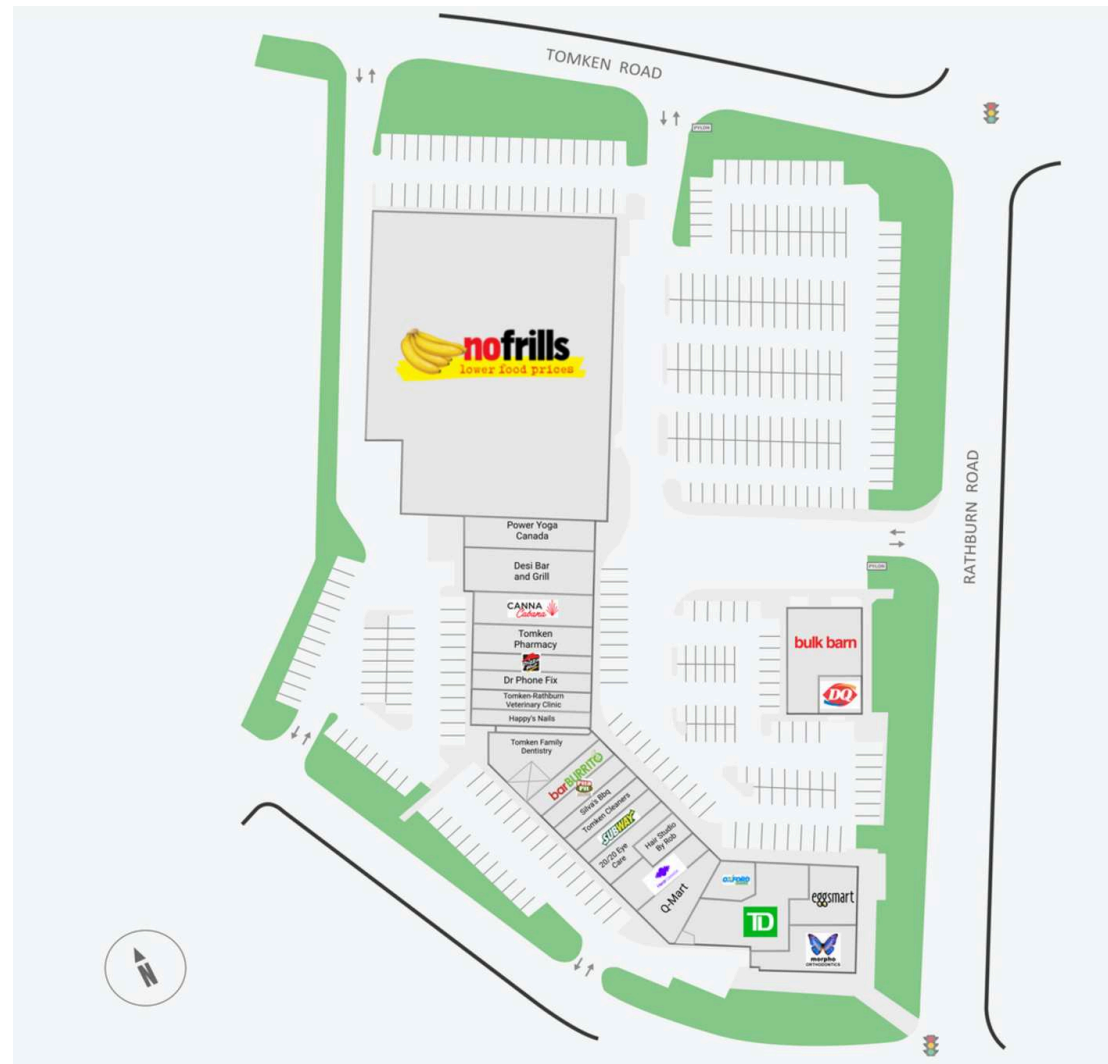 TOMKEN ROAD
PYLON
nofrills
lower food prices
RATHBURN ROAD
Power Yoga
Canada
Desi Bar
and Grill
PYLON
CANNA
Cabana
bulk barn
Tomken
Pharmacy
Dr Phone Fix
DQ
Tomken-Rathburn
Veterinary Clinic
Happy's Nails
Tomken Family
Dentistry
barBURRITO
Silva's Bbq
Tomken Cleaners
SUBWAY
Hair Studio
By Rob
20/20 Eye
Care
Q-Mart
OXFORD
eggsmart
TD
morpho
ORTHODONTICS
N